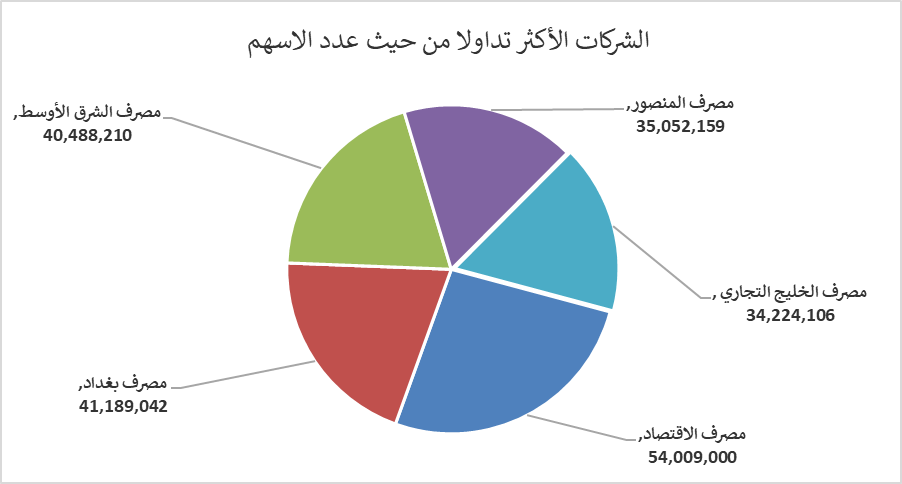 الشركات الأكثر تداولا من حيث عدد الاسهم
مصرف المنصور,
35,052,159
مصرف الشرق الأوسط,
40,488,210
مصرف الخليج التجاري ,
34,224,106
مصرف بغداد,
41,189,042
مصرف الاقتصاد,
54,009,000